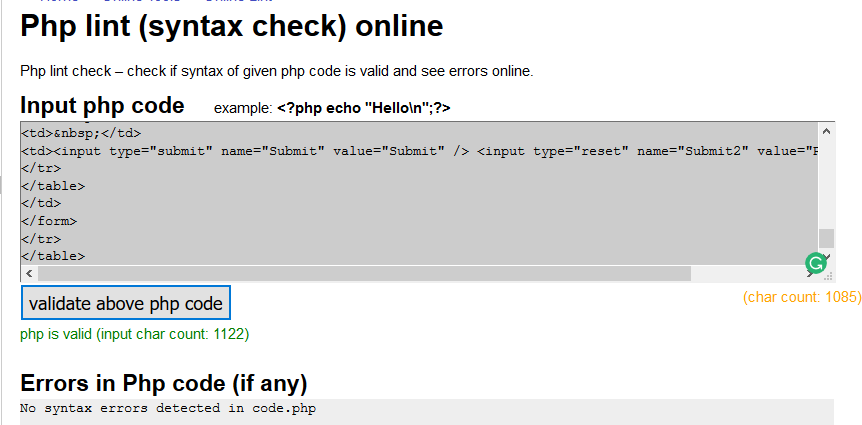 Php lint (syntax check) online
Php lint check – check if syntax of given php code is valid and see errors online.
Input php code example: <?php echo "Hello\n";?>
<td>&nbsp;</td>
<td><input type="submit" name="Submit" value="Submit" /> <input type="reset" name="Submit2" value="
</tr>
</table>
</td>
</form>
</tr>
</table>
validate above php code
(char count: 1085)
php is valid (input char count: 1122)
Errors in Php code (if any)
No syntax errors detected in code.php